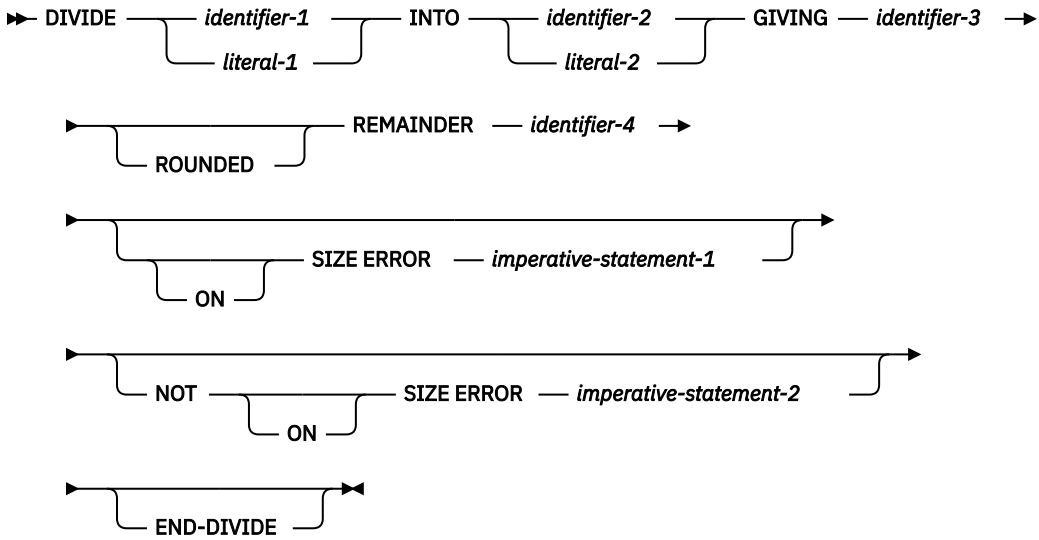 DIVIDE identifier-1 INTO identifier-2 GIVING identifier-3
literal-1 literal-2
REMAINDER identifier-4
ROUNDED
SIZE ERROR imperative-statement-1
ON
NOT SIZE ERROR imperative-statement-2
ON
END-DIVIDE